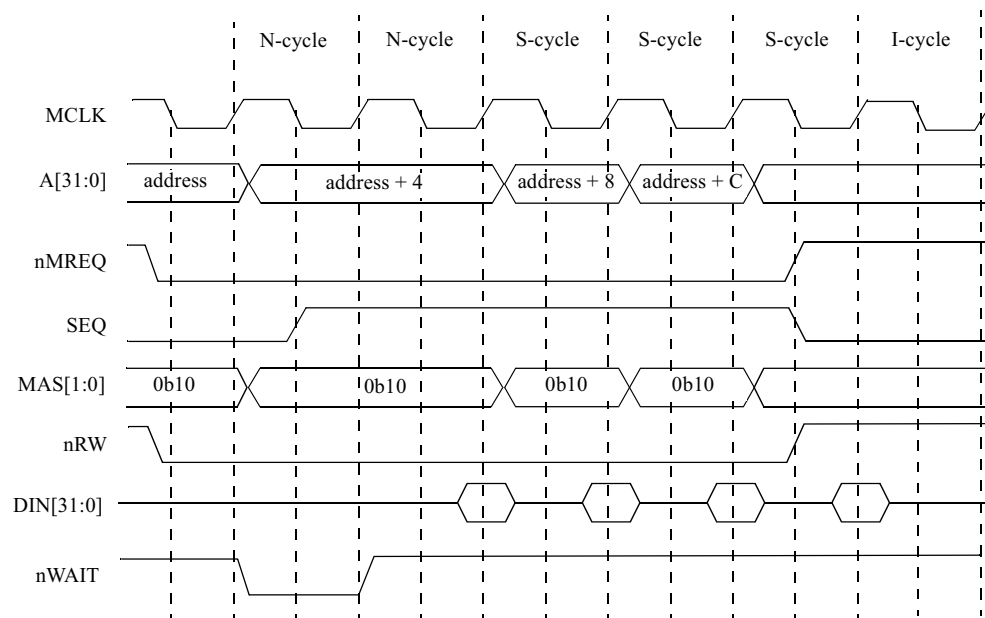 N-cycle N-cycle S-cycle S-cycle S-cycle I-cycle
MCLK
A[31:0] address address + 4 address + 8 address + C
nMREQ
SEQ
MAS[1:0] 0b10 0b10 0b10 0b10
nRW
DIN[31:0]
nWAIT